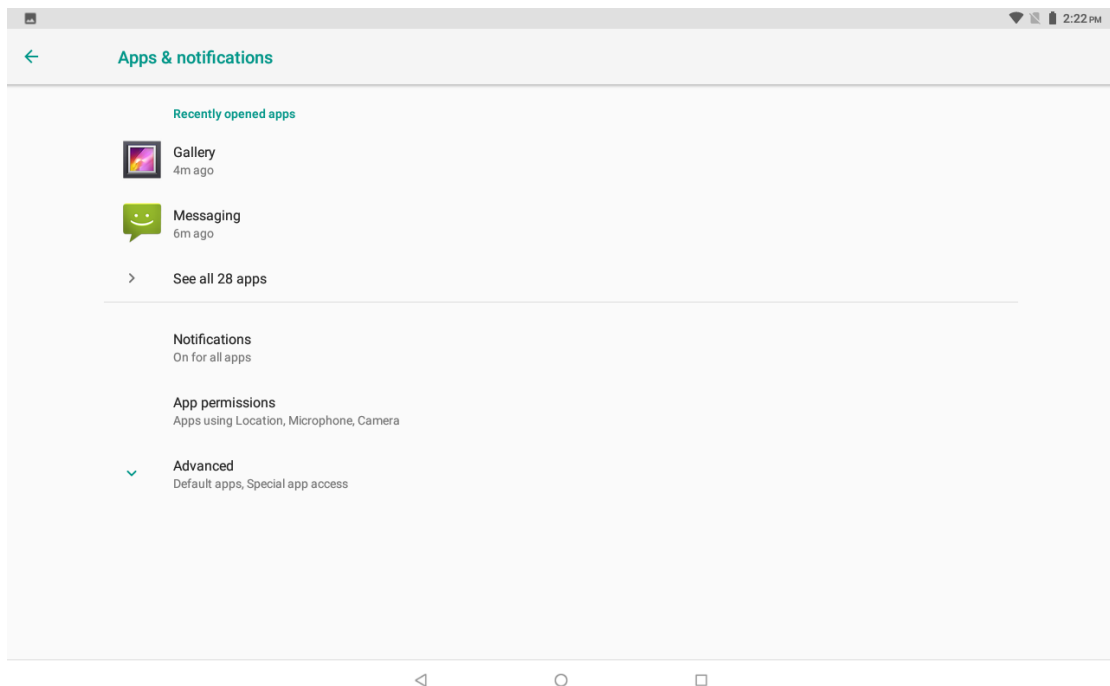 2:22 PM
Apps & notifications
Recently opened apps
Gallery
4m ago
Messaging
6m ago
See all 28 apps
Notifications
On for all apps
App permissions
Apps using Location, Microphone, Camera
Advanced
Default apps, Special app access